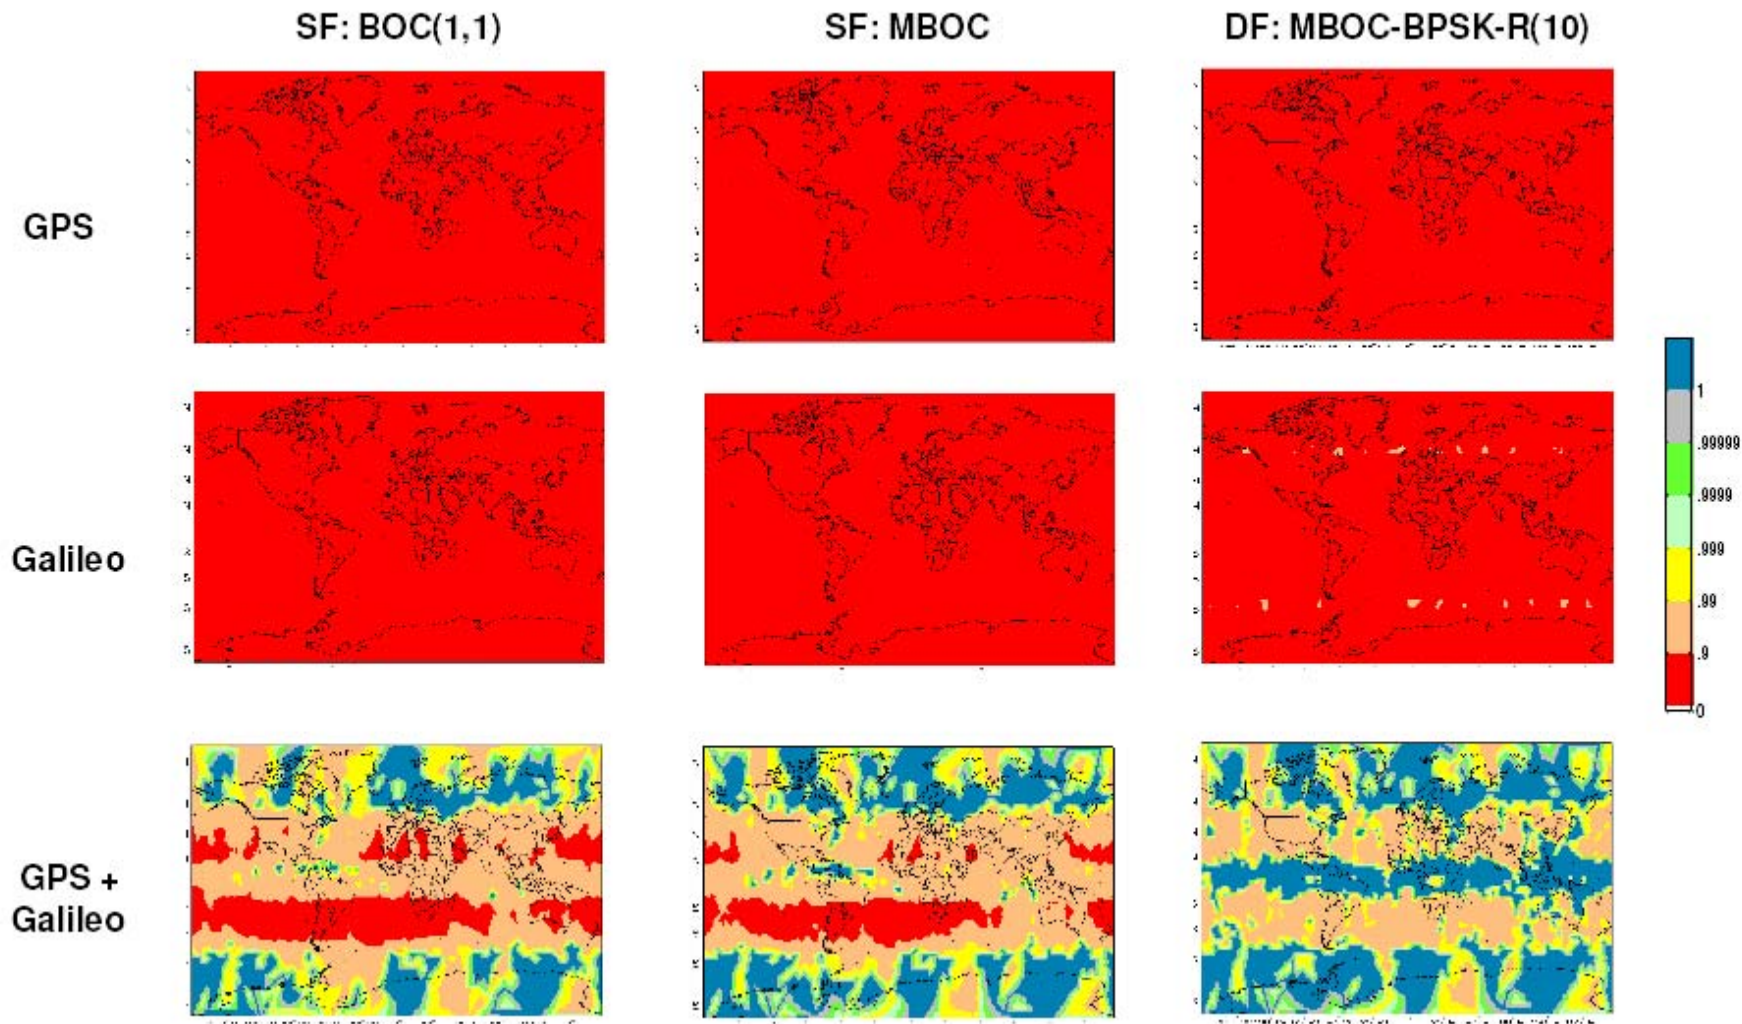 SF: BOC(1,1)
SF: MBOC
DF: MBOC-BPSK-R(10)
GPS
Galileo
GPS +
Galileo
1
.99999
.9999
.999
.99
.9
0